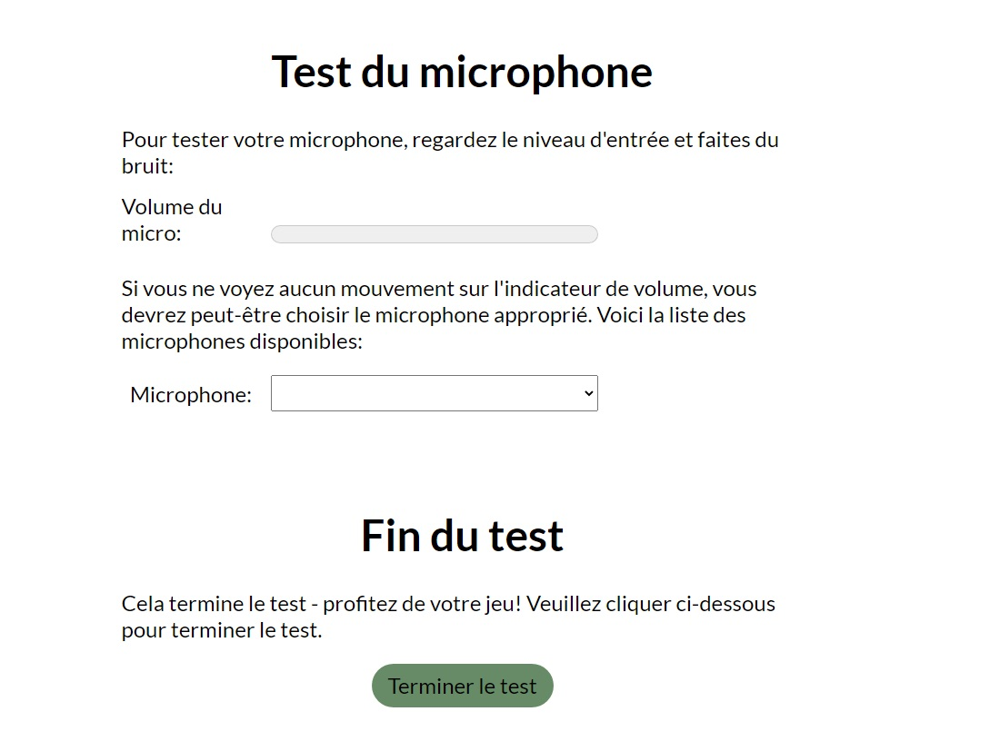 Test du microphone
Pour tester votre microphone, regardez le niveau d'entrée et faites du
bruit:
Volume du
micro:
Si vous ne voyez aucun mouvement sur l'indicateur de volume, vous
devrez peut-être choisir le microphone approprié. Voici la liste des
microphones disponibles:
Microphone:
Fin du test
Cela termine le test - profitez de votre jeu! Veuillez cliquer ci-dessous
pour terminer le test.
Terminer le test